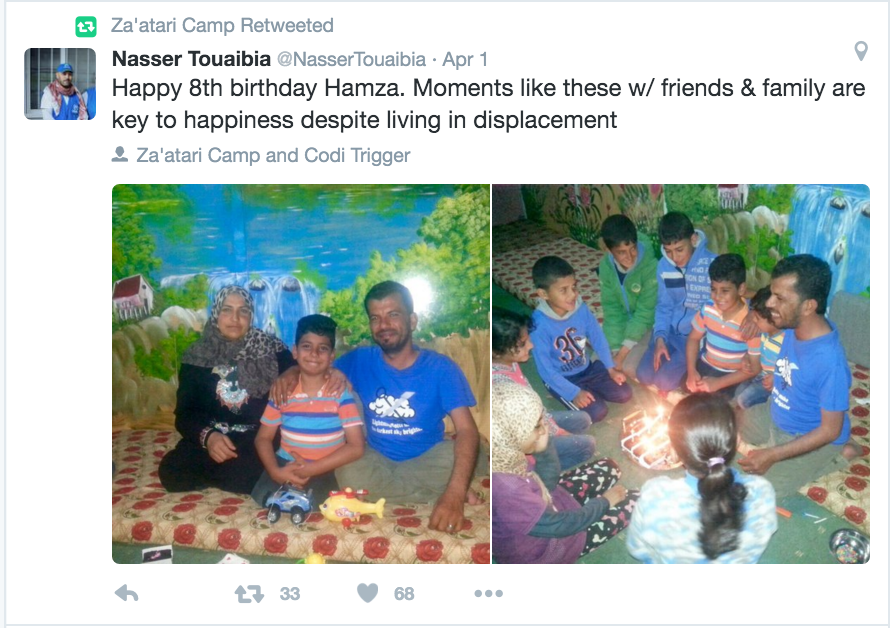 Za'atari Camp Retweeted
Nasser Touaibia @NasserTouaibia · Apr 1
Happy 8th birthday Hamza. Moments like these w/ friends & family are
key to happiness despite living in displacement
Za'atari Camp and Codi Trigger
36
33
68